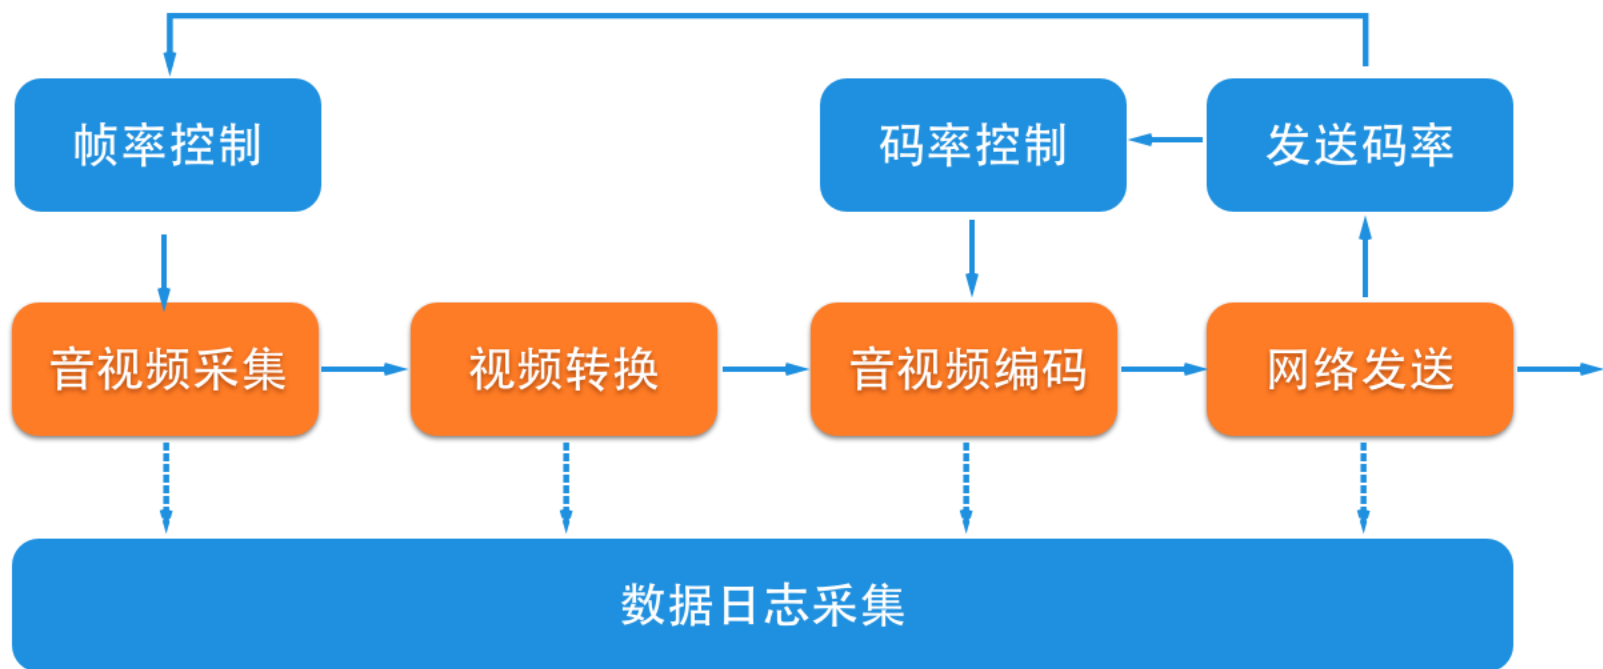 帧率控制
码率控制
发送码率
音视频采集
视频转换
音视频编码
网络发送
数据日志采集